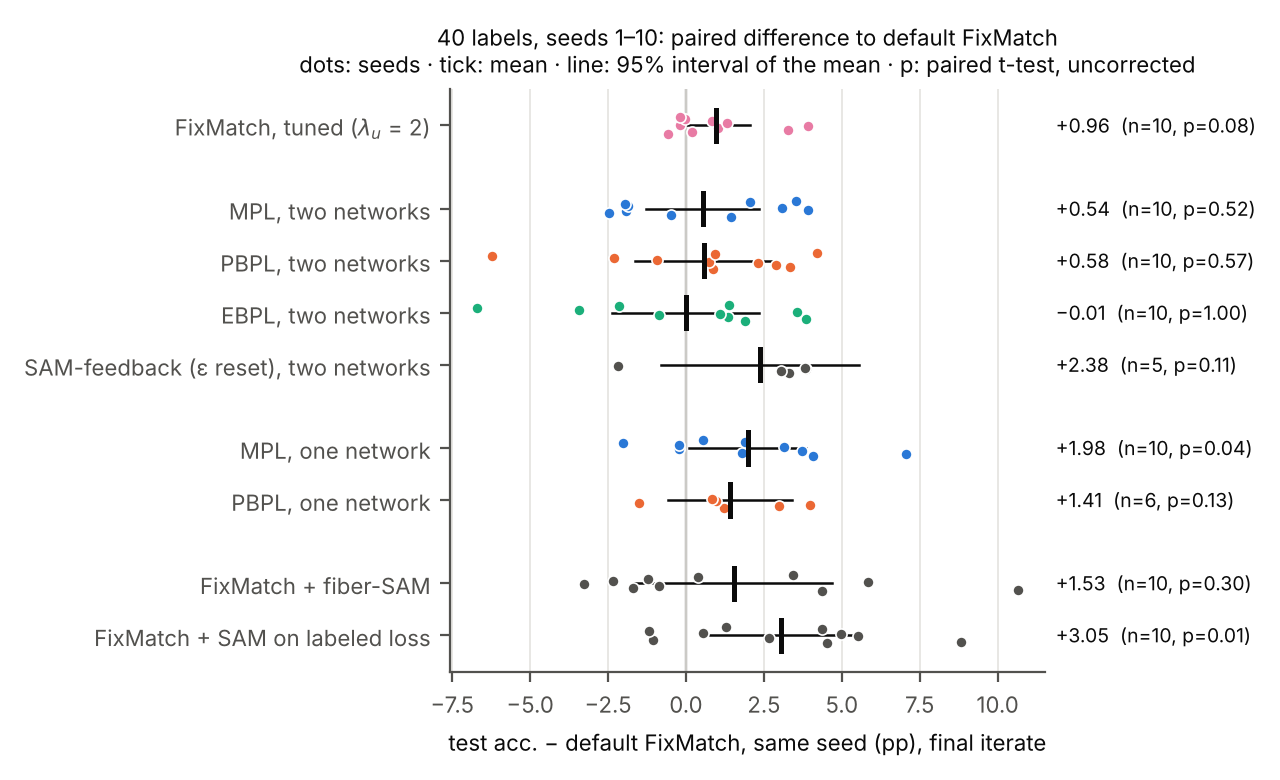 40 labels, seeds 1–10: paired difference to default FixMatch
dots: seeds · tick: mean · line: 95% interval of the mean · p: paired t-test, uncorrected
FixMatch, tuned (λᵤ = 2)
+0.96 (n=10, p=0.08)
MPL, two networks
+0.54 (n=10, p=0.52)
PBPL, two networks
+0.58 (n=10, p=0.57)
EBPL, two networks
−0.01 (n=10, p=1.00)
SAM-feedback (ε reset), two networks
+2.38 (n=5, p=0.11)
MPL, one network
+1.98 (n=10, p=0.04)
PBPL, one network
+1.41 (n=6, p=0.13)
FixMatch + fiber-SAM
+1.53 (n=10, p=0.30)
FixMatch + SAM on labeled loss
+3.05 (n=10, p=0.01)
−7.5 −5.0 −2.5 0.0 2.5 5.0 7.5 10.0
test acc. − default FixMatch, same seed (pp), final iterate